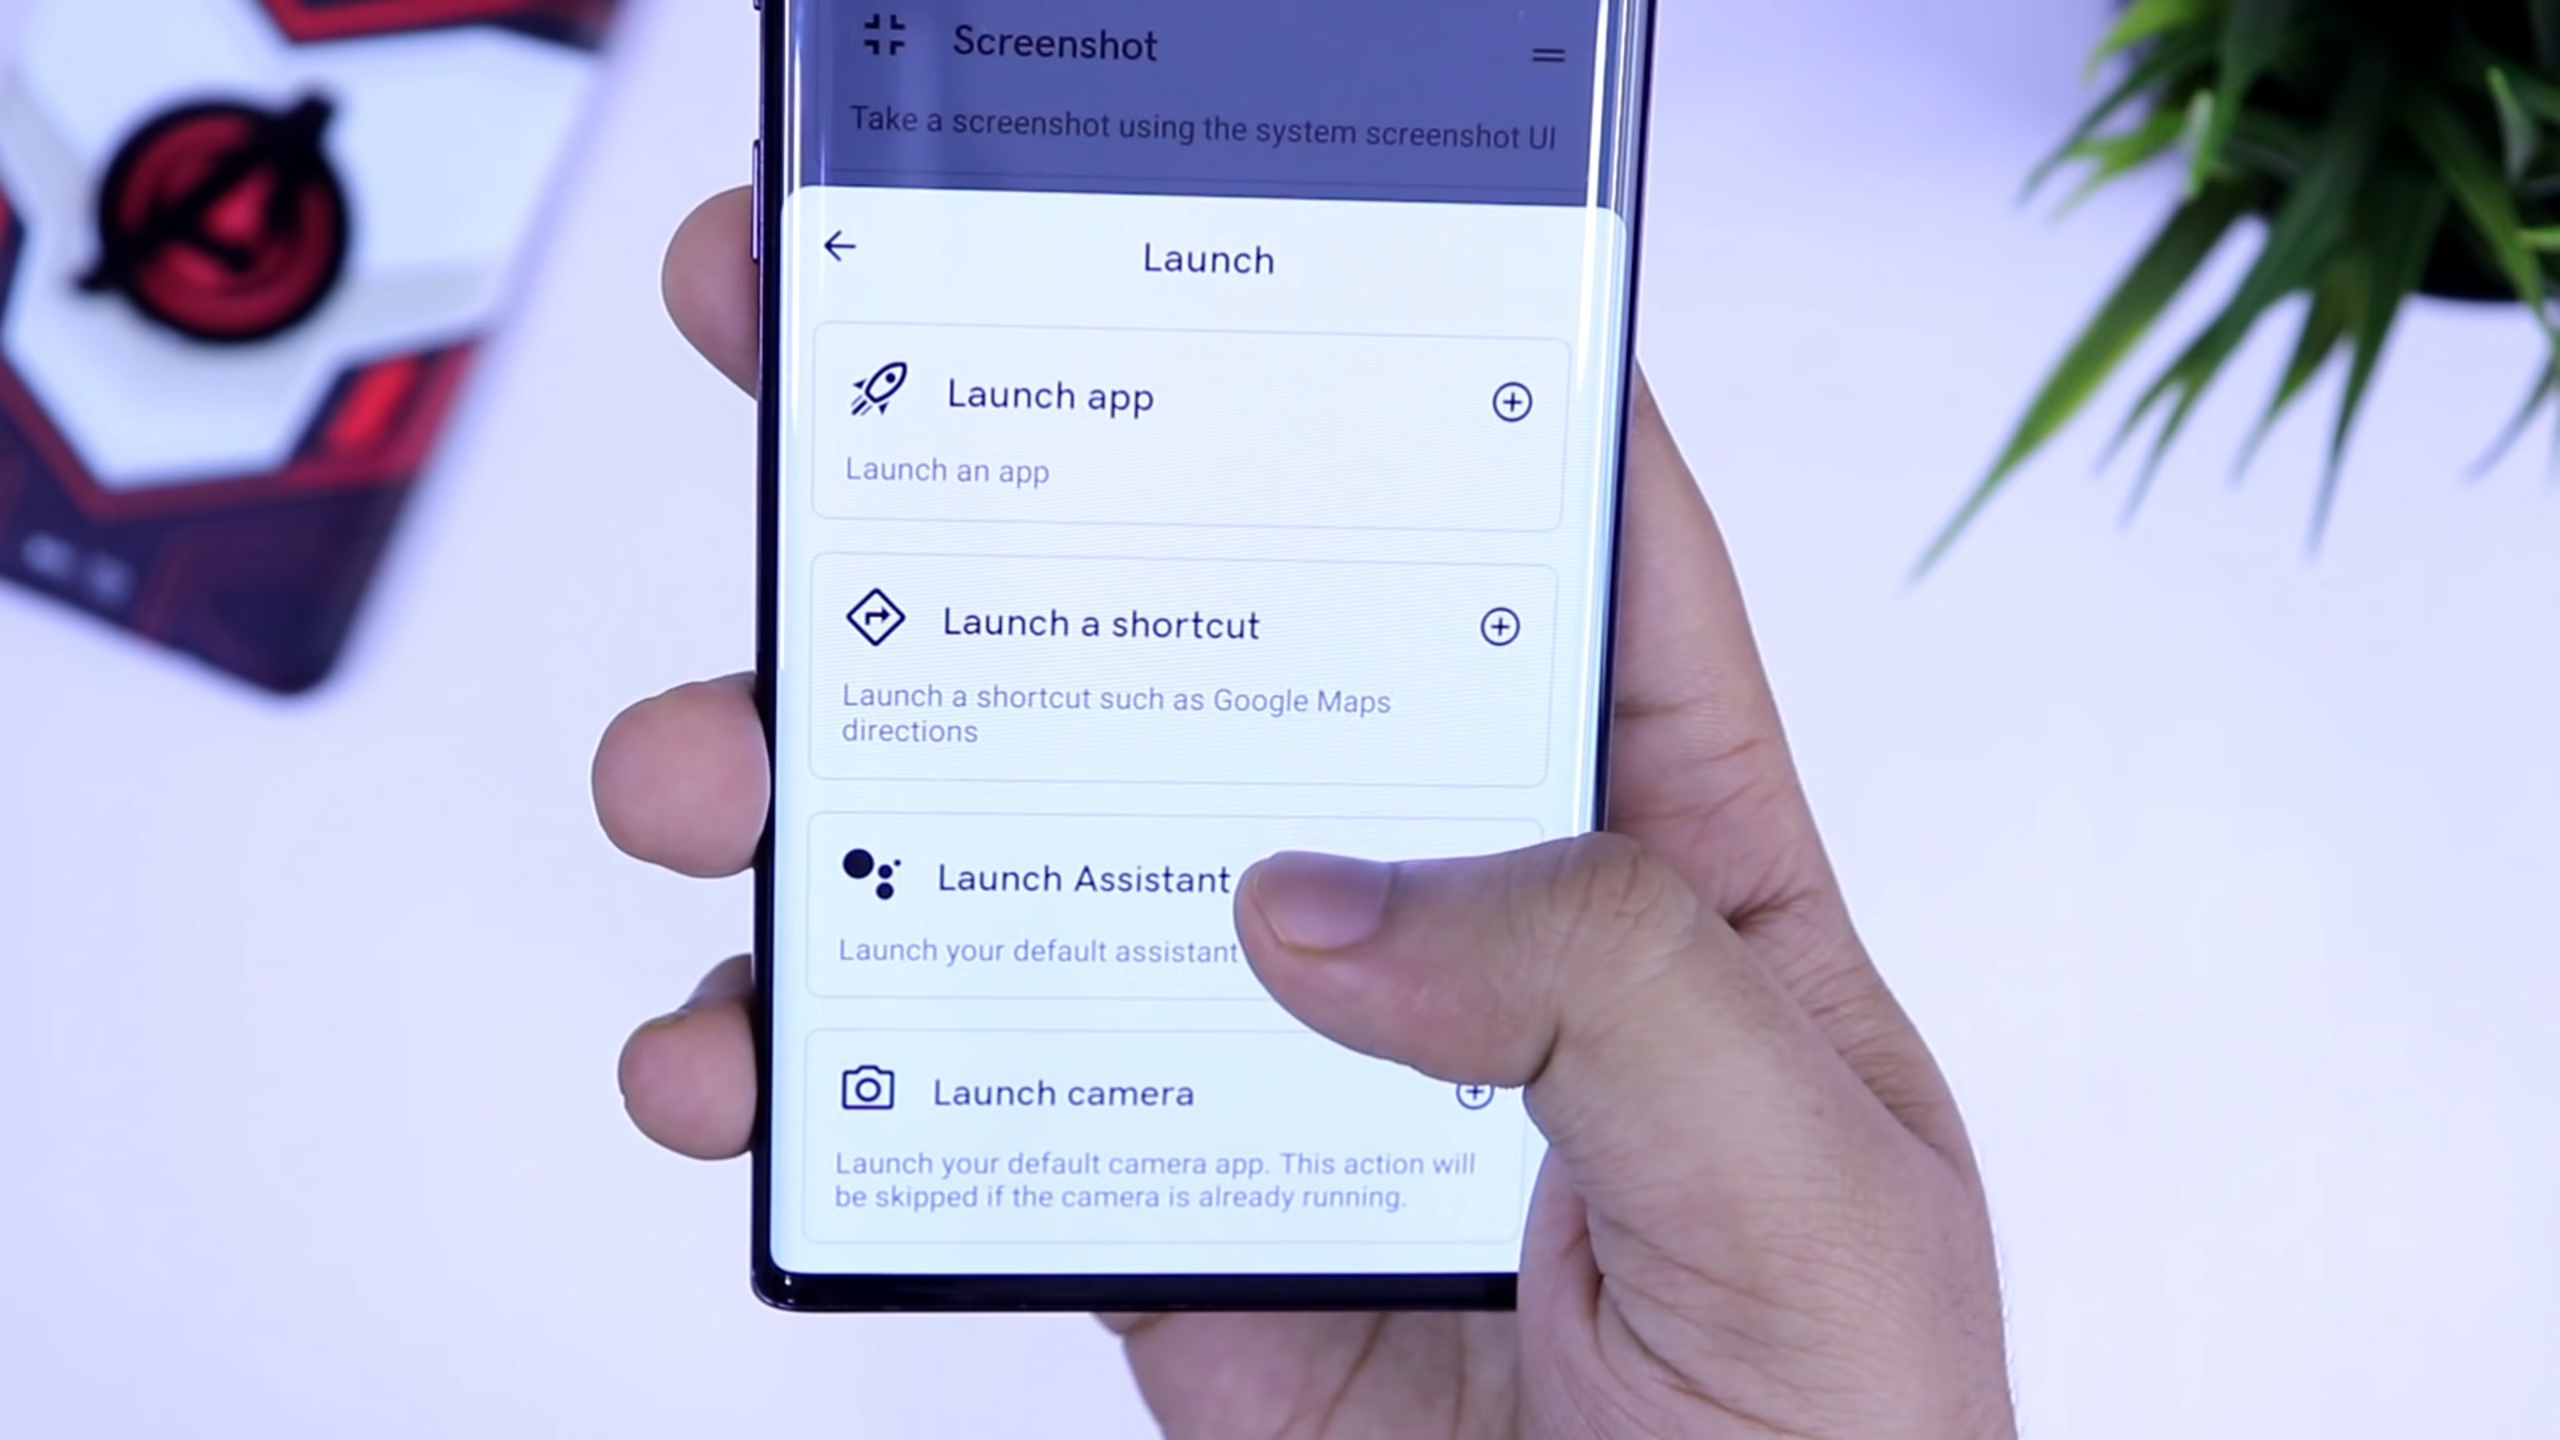 Screenshot
Take a screenshot using the system screenshot UI
Launch
Launch app
Launch an app
Launch a shortcut
Launch a shortcut such as Google Maps
directions
Launch Assistant
Launch your default assistant
Launch camera
Launch your default camera app. This action will
be skipped if the camera is already running.